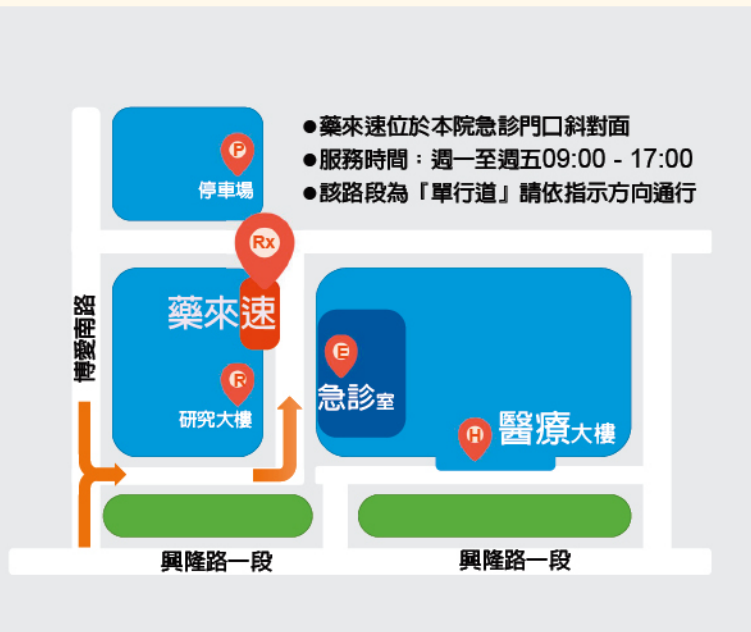 ●藥來速位於本院急診門口斜對面
●服務時間：週一至週五09:00 - 17:00
●該路段為『單行道』請依指示方向通行
P
停車場
Rx
藥來速
博愛南路
E
急診室
R
研究大樓
H
醫療大樓
興隆路一段
興隆路一段